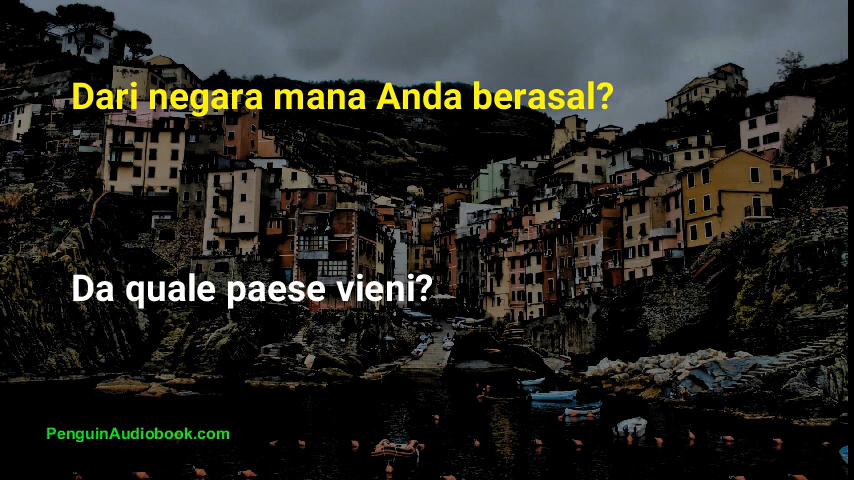 Dari negara mana Anda berasal?
Da quale paese vieni?
PenguinAudiobook.com